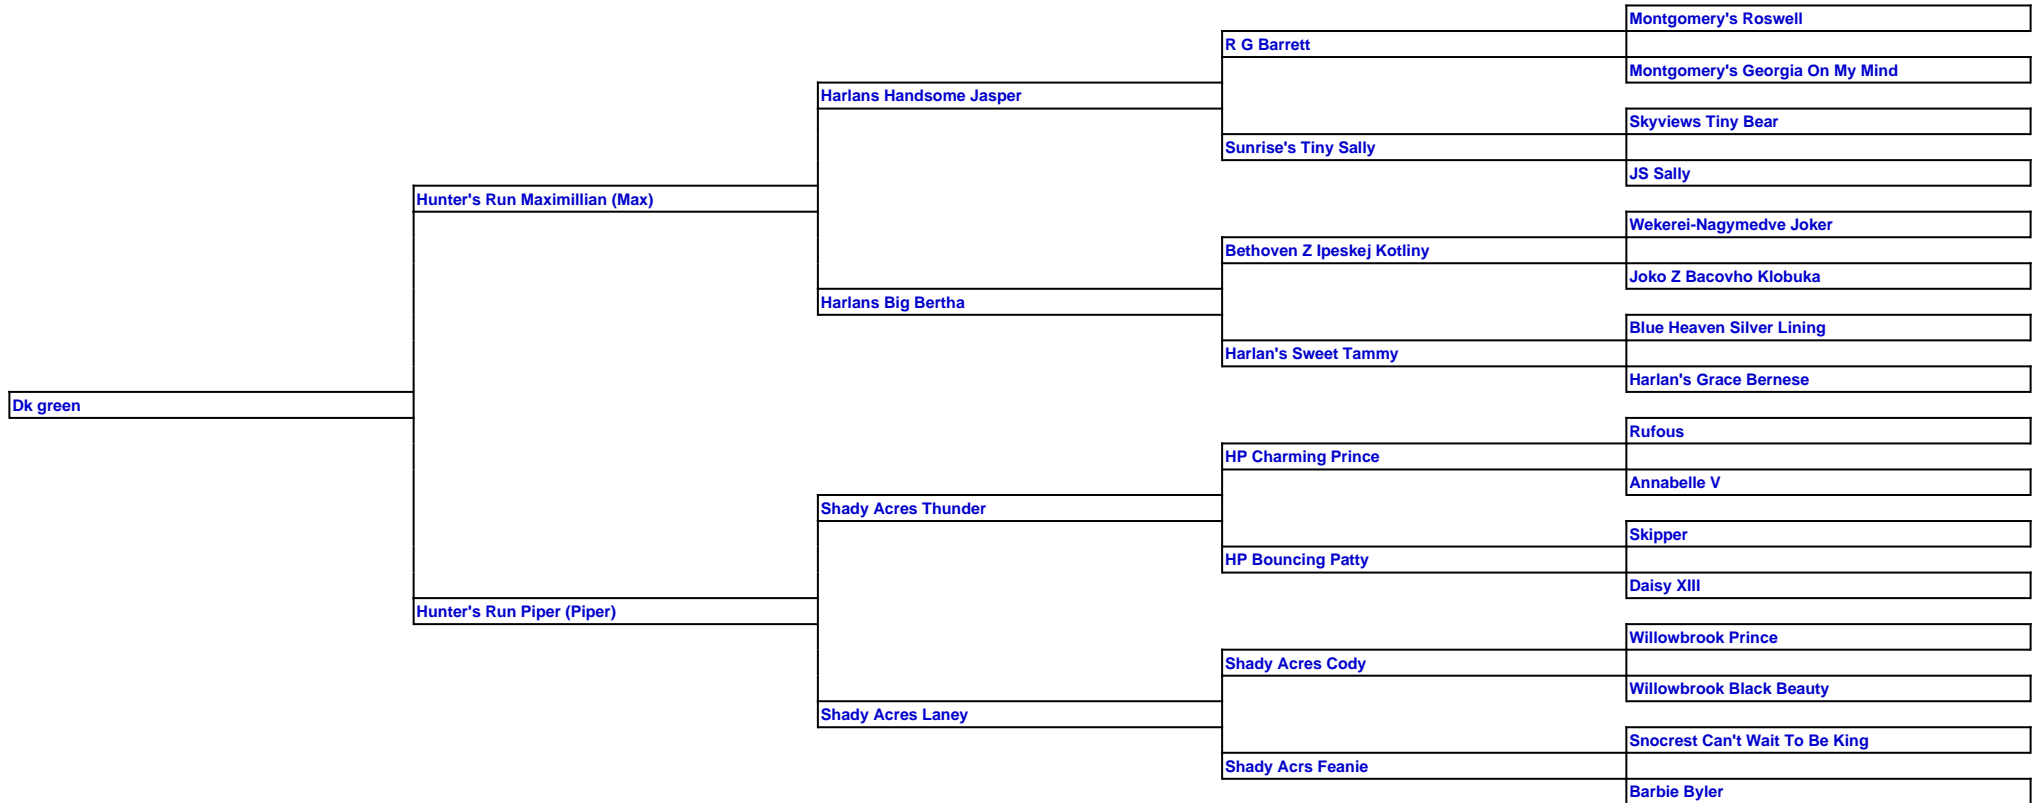 Montgomery's Roswell
R G Barrett
Montgomery's Georgia On My Mind
Harlans Handsome Jasper
Skyviews Tiny Bear
Sunrise's Tiny Sally
JS Sally
Hunter's Run Maximillian (Max)
Wekerei-Nagymedve Joker
Bethoven Z Ipeskej Kotliny
Joko Z Bacovho Klobuka
Harlans Big Bertha
Blue Heaven Silver Lining
Harlan's Sweet Tammy
Harlan's Grace Bernese
Dk green
Rufous
HP Charming Prince
Annabelle V
Shady Acres Thunder
Skipper
HP Bouncing Patty
Daisy XIII
Hunter's Run Piper (Piper)
Willowbrook Prince
Shady Acres Cody
Willowbrook Black Beauty
Shady Acres Laney
Snocrest Can't Wait To Be King
Shady Acrs Feanie
Barbie Byler